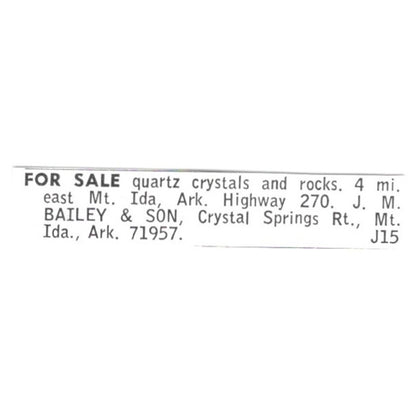 FOR SALE quartz crystals and rocks. 4 mi.
east Mt. Ida, Ark. Highway 270. J. M.
BAILEY & SON, Crystal Springs Rt., Mt.
Ida., Ark. 71957. J15